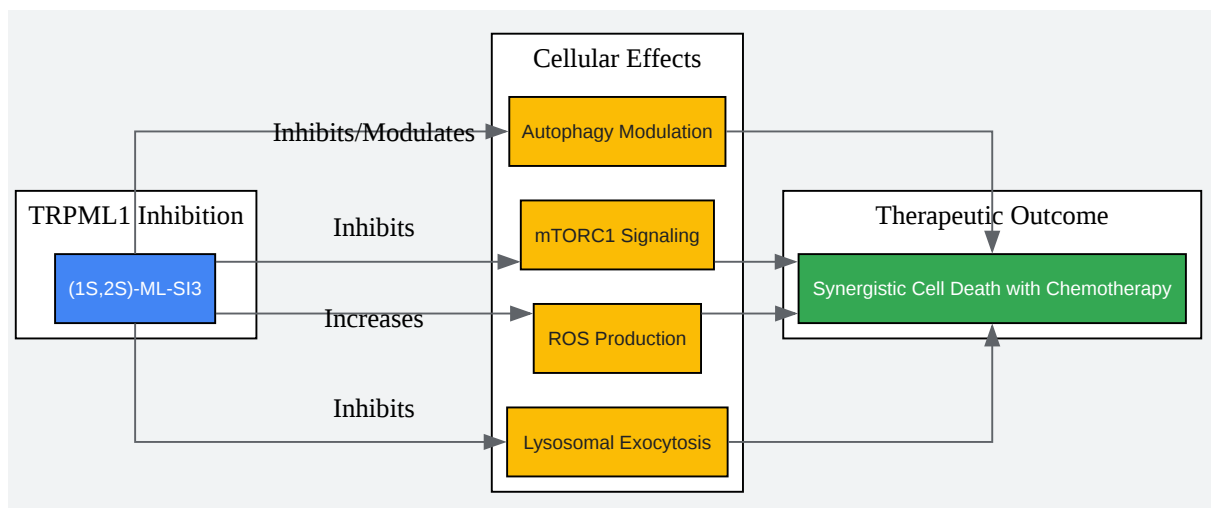 TRPML1 Inhibition
(1S,2S)-ML-SI3
Inhibits/Modulates
Inhibits
Increases
Inhibits
Cellular Effects
Autophagy Modulation
mTORC1 Signaling
ROS Production
Lysosomal Exocytosis
Therapeutic Outcome
Synergistic Cell Death with Chemotherapy